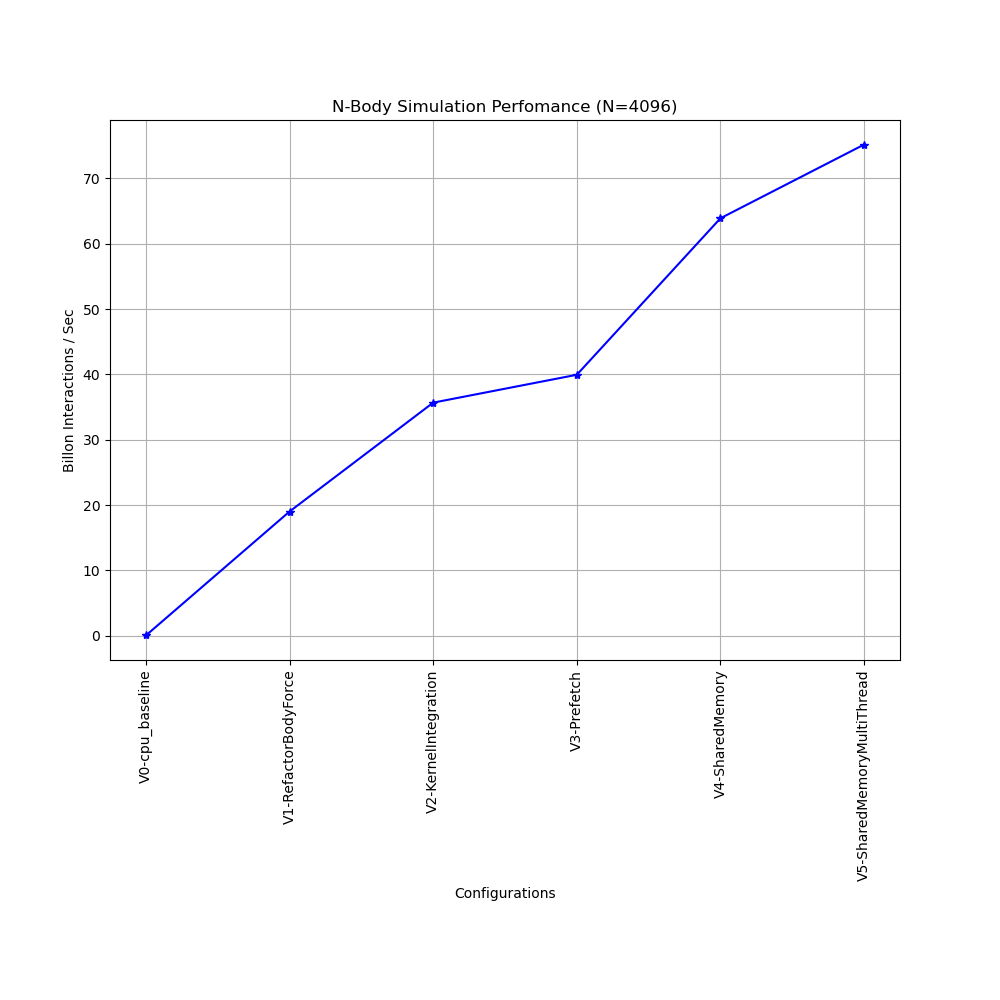 N-Body Simulation Perfomance (N=4096)
Billon Interactions / Sec
70
60
50
40
30
20
10
0
V0-cpu_baseline
V1-RefactorBodyForce
V2-KernelIntegration
V3-Prefetch
V4-SharedMemory
V5-SharedMemoryMultiThread
Configurations